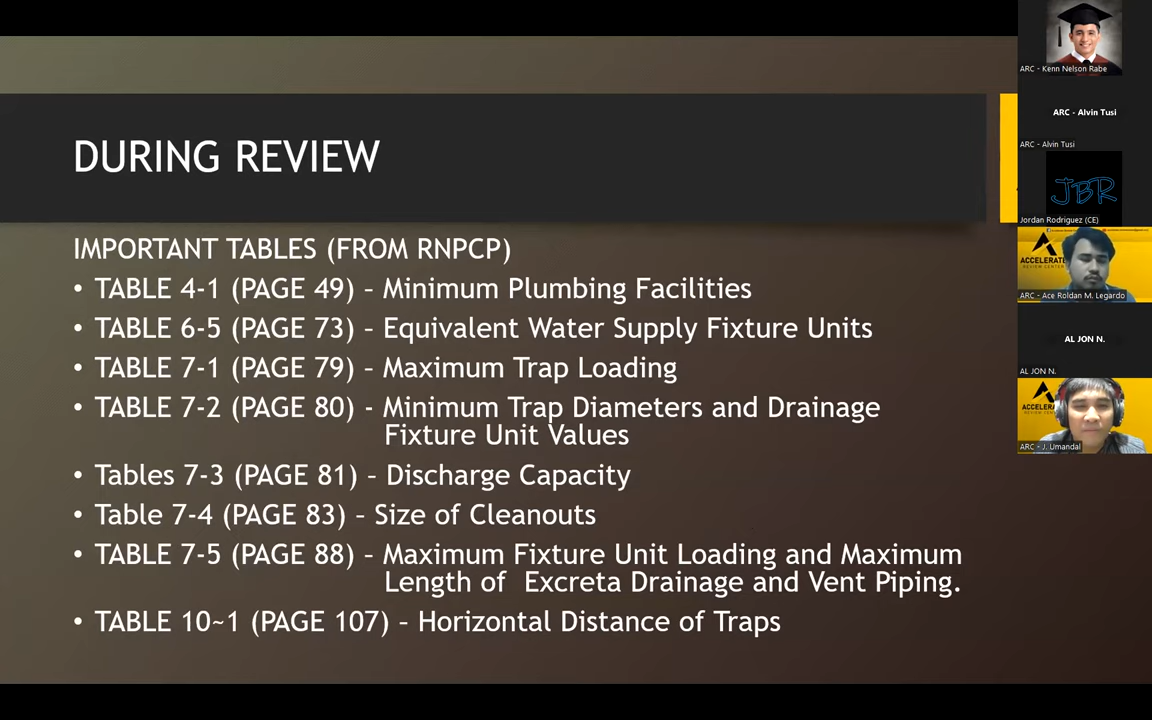 DURING REVIEW
IMPORTANT TABLES (FROM RNPCP)
• TABLE 4-1 (PAGE 49) – Minimum Plumbing Facilities
• TABLE 6-5 (PAGE 73) – Equivalent Water Supply Fixture Units
• TABLE 7-1 (PAGE 79) – Maximum Trap Loading
• TABLE 7-2 (PAGE 80) - Minimum Trap Diameters and Drainage
Fixture Unit Values
• Tables 7-3 (PAGE 81) – Discharge Capacity
• Table 7-4 (PAGE 83) – Size of Cleanouts
• TABLE 7-5 (PAGE 88) – Maximum Fixture Unit Loading and Maximum
Length of Excreta Drainage and Vent Piping.
• TABLE 10~1 (PAGE 107) – Horizontal Distance of Traps
ARC - Kenn Nelson Rabe
ARC - Alvin Tusi
ARC - Alvin Tusi
JBR
Jordan Rodriguez (CE)
ACCELERATE
REVIEW CENTER
ARC - Ace Roldan M. Legardo
AL JON N.
AL JON N.
ACCELERA
REVIEW
ARC - J. Umandal